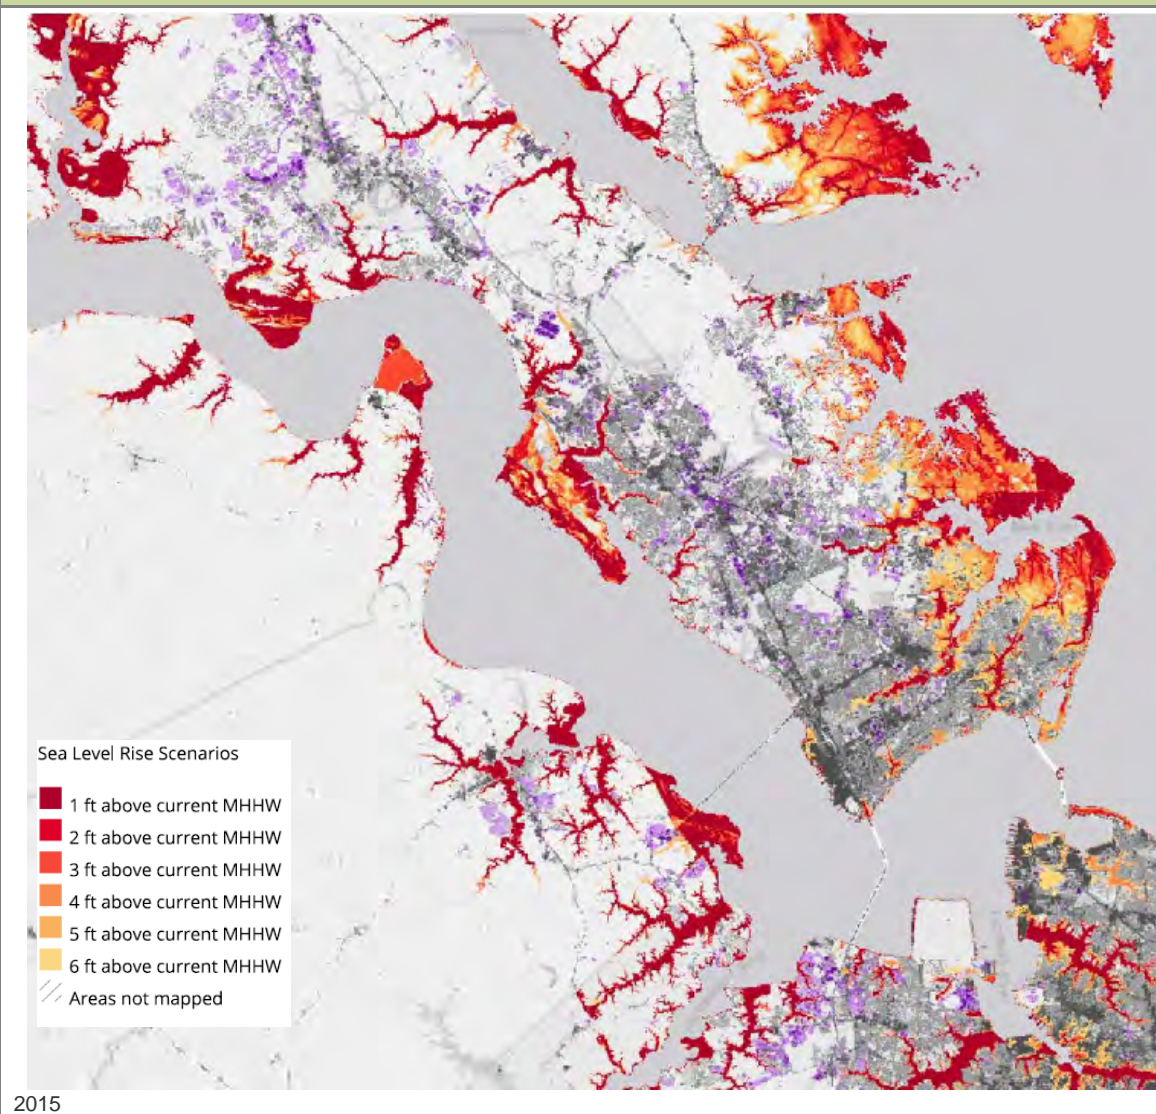 Sea Level Rise Scenarios
1 ft above current MHHW
2 ft above current MHHW
3 ft above current MHHW
4 ft above current MHHW
5 ft above current MHHW
6 ft above current MHHW
Areas not mapped
2015